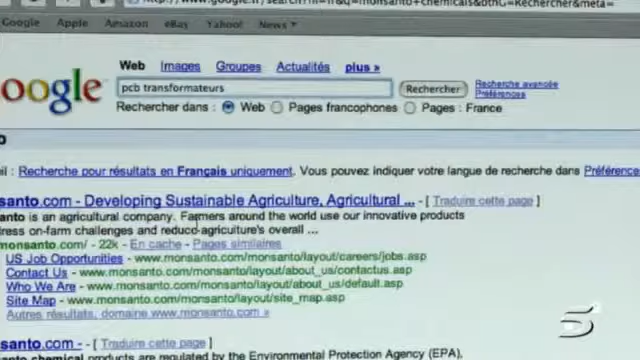 Google Apple Amazon eBay Yahoo! News
Web Images Groupes Actualités plus »
oogle pcb transformateurs Rechercher Recherche avancée
Préférences
Rechercher dans : Web Pages francophones Pages : France
Recherche pour résultats en Français uniquement. Vous pouvez indiquer votre langue de recherche dans Préférence
santo.com - Developing Sustainable Agriculture, Agricultural ... - [ Traduire cette page ]
anto is an agricultural company. Farmers around the world use our innovative products
dress on-farm challenges and reduce agriculture's overall ...
monsanto.com/ - 22k - En cache - Pages similaires
US Job Opportunities - www.monsanto.com/monsanto/layout/careers/jobs.asp
Contact Us - www.monsanto.com/monsanto/layout/about_us/contactus.asp
Who We Are - www.monsanto.com/monsanto/layout/about_us/default.asp
Site Map - www.monsanto.com/monsanto/layout/site_map.asp
Autres résultats, domaine www.monsanto.com »
santo.com - [ Traduire cette page ]
santo chemical products are regulated by the Environmental Protection Agency (EPA),